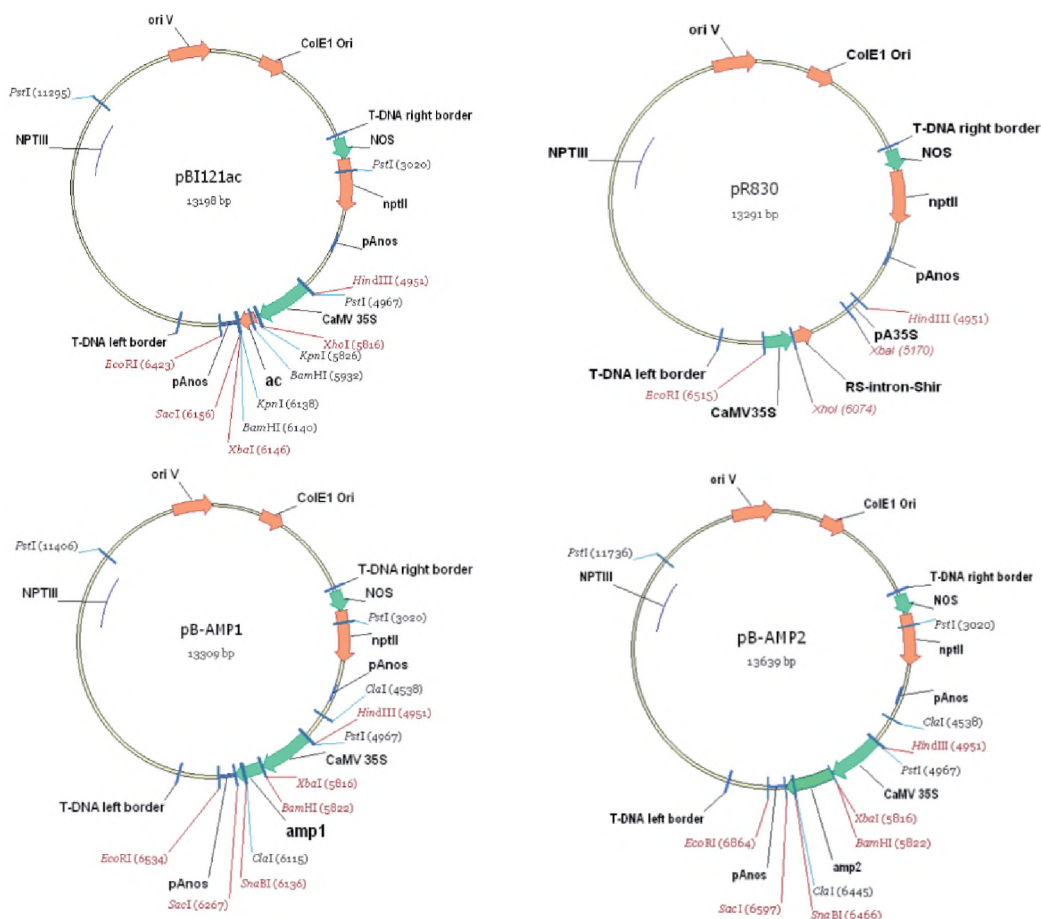 ori V
ColE1 Ori
PstI (11295)
T-DNA right border
NPTIII
NOS
PstI (3020)
pBI121ac
13198 bp
nptII
pAnos
HindIII (4951)
PstI (4967)
CaMV 35S
T-DNA left border
XhoI (5816)
EcoRI (6423)
KpnI (5826)
pAnos
ac
BamHI (5932)
SacI (6156)
KpnI (6138)
BamHI (6140)
XbaI (6146)
ori V
ColE1 Ori
T-DNA right border
NPTIII
NOS
pR830
13291 bp
nptII
pAnos
HindIII (4951)
pA35S
XbaI (5170)
T-DNA left border
EcoRI (6515)
RS-intron-Shir
CaMV35S
XhoI (6074)
ori V
ColE1 Ori
PstI (11406)
T-DNA right border
NPTIII
NOS
PstI (3020)
pB-AMP1
13309 bp
nptII
pAnos
ClaI (4538)
HindIII (4951)
PstI (4967)
CaMV 35S
XbaI (5816)
T-DNA left border
BamHI (5822)
amp1
EcoRI (6534)
ClaI (6115)
pAnos
SnaBI (6136)
SacI (6267)
ori V
ColE1 Ori
PstI (11736)
T-DNA right border
NPTIII
NOS
PstI (3020)
pB-AMP2
13639 bp
nptII
pAnos
ClaI (4538)
HindIII (4951)
PstI (4967)
CaMV 35S
T-DNA left border
XbaI (5816)
EcoRI (6864)
BamHI (5822)
pAnos
amp2
ClaI (6445)
SacI (6597)
SnaBI (6466)